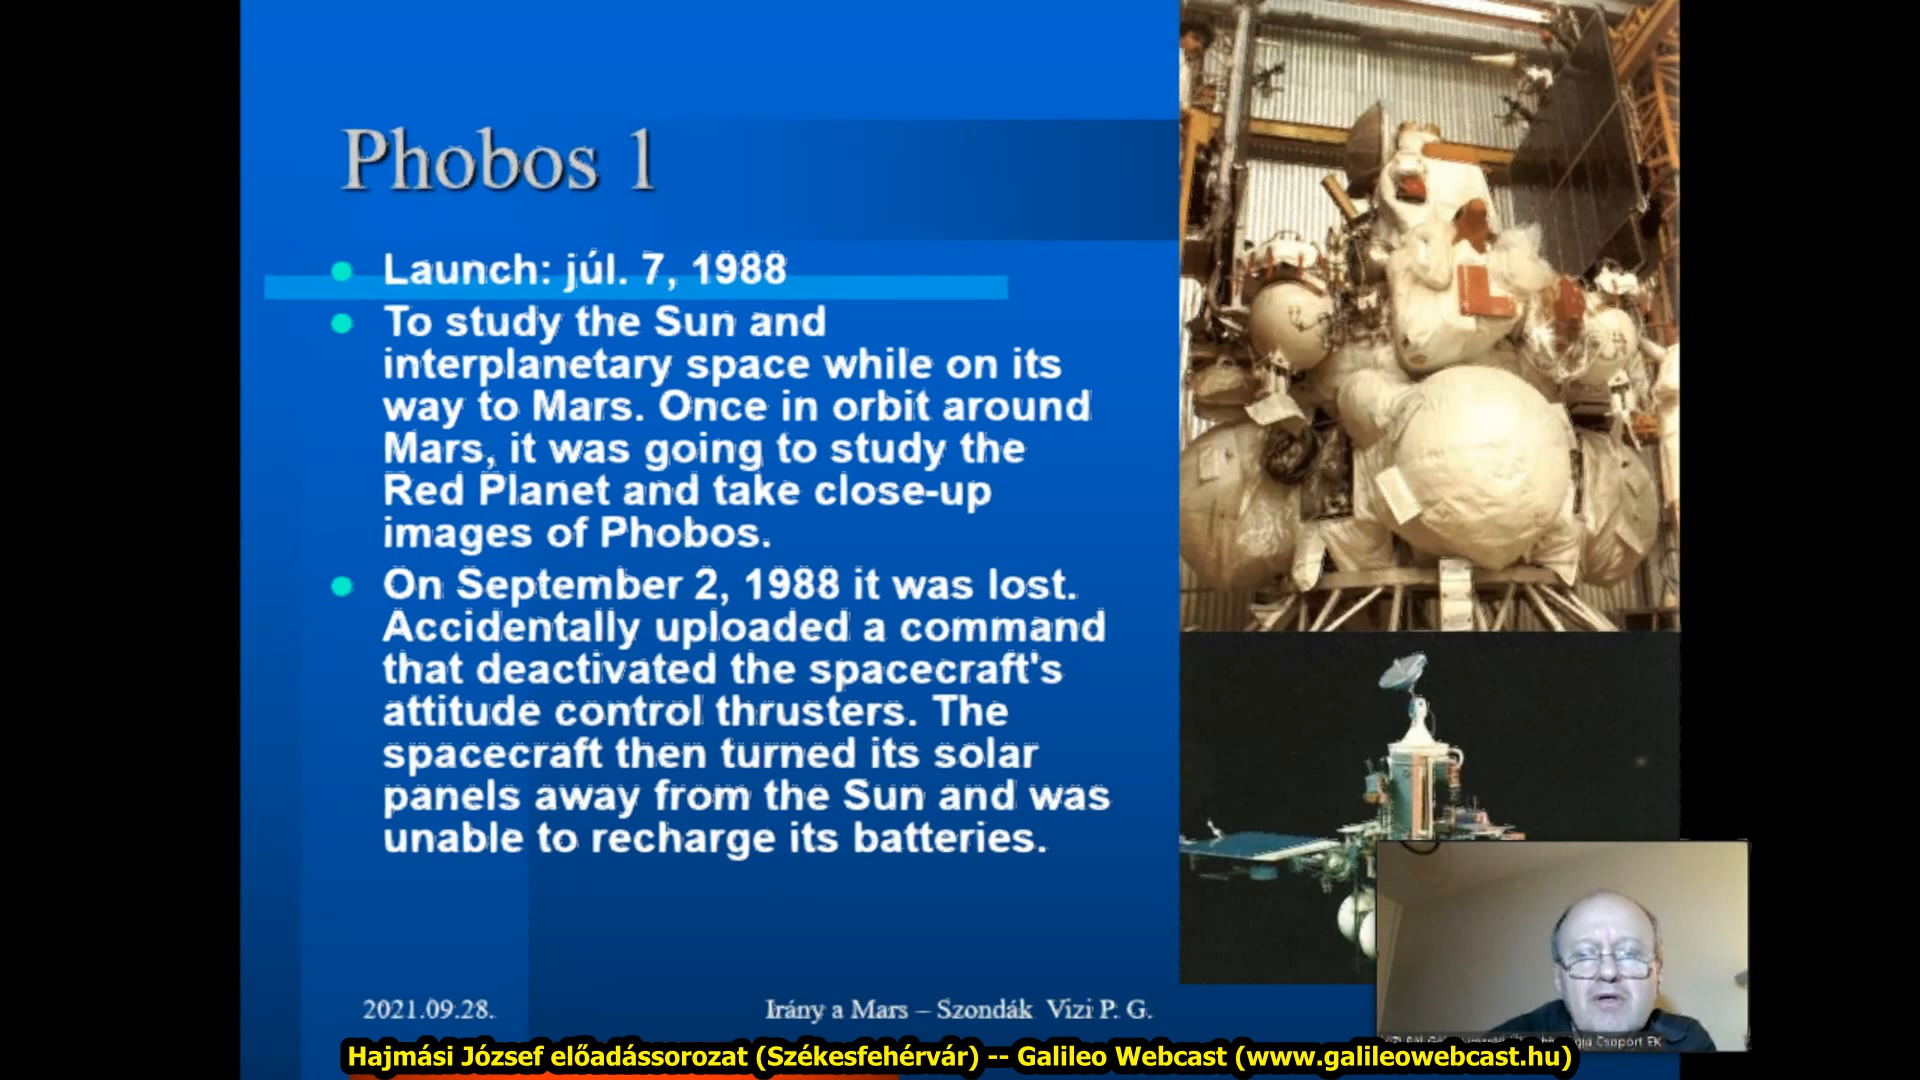 Phobos 1
Launch: júl. 7, 1988
To study the Sun and
interplanetary space while on its
way to Mars. Once in orbit around
Mars, it was going to study the
Red Planet and take close-up
images of Phobos.
On September 2, 1988 it was lost.
Accidentally uploaded a command
that deactivated the spacecraft's
attitude control thrusters. The
spacecraft then turned its solar
panels away from the Sun and was
unable to recharge its batteries.
2021.09.28.
Irány a Mars – Szondák Vizi P. G.
Csoport EK
Hajmási József előadássorozat (Székesfehérvár) -- Galileo Webcast (www.galileowebcast.hu)